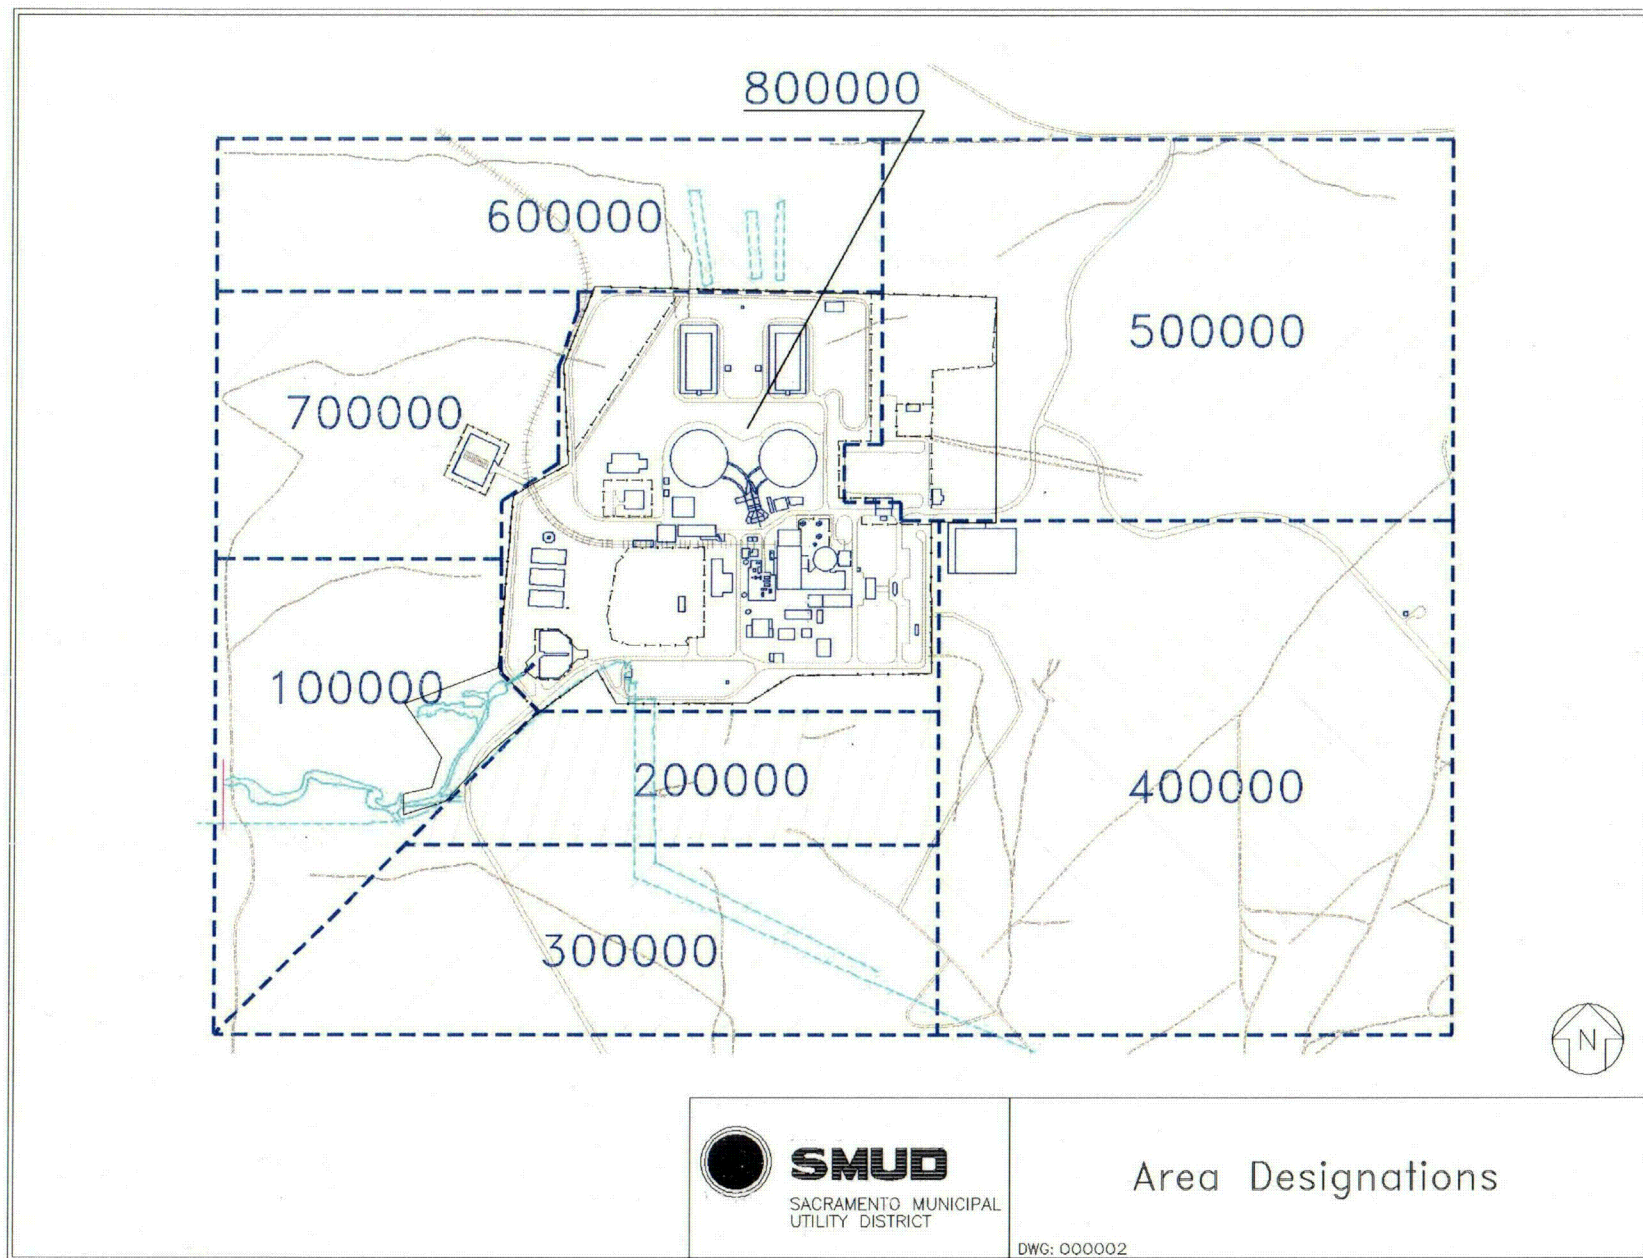 800000
600000
500000
700000
100000
200000
400000
300000
N
SMUD
SACRAMENTO MUNICIPAL
UTILITY DISTRICT
Area Designations
DWG: 000002